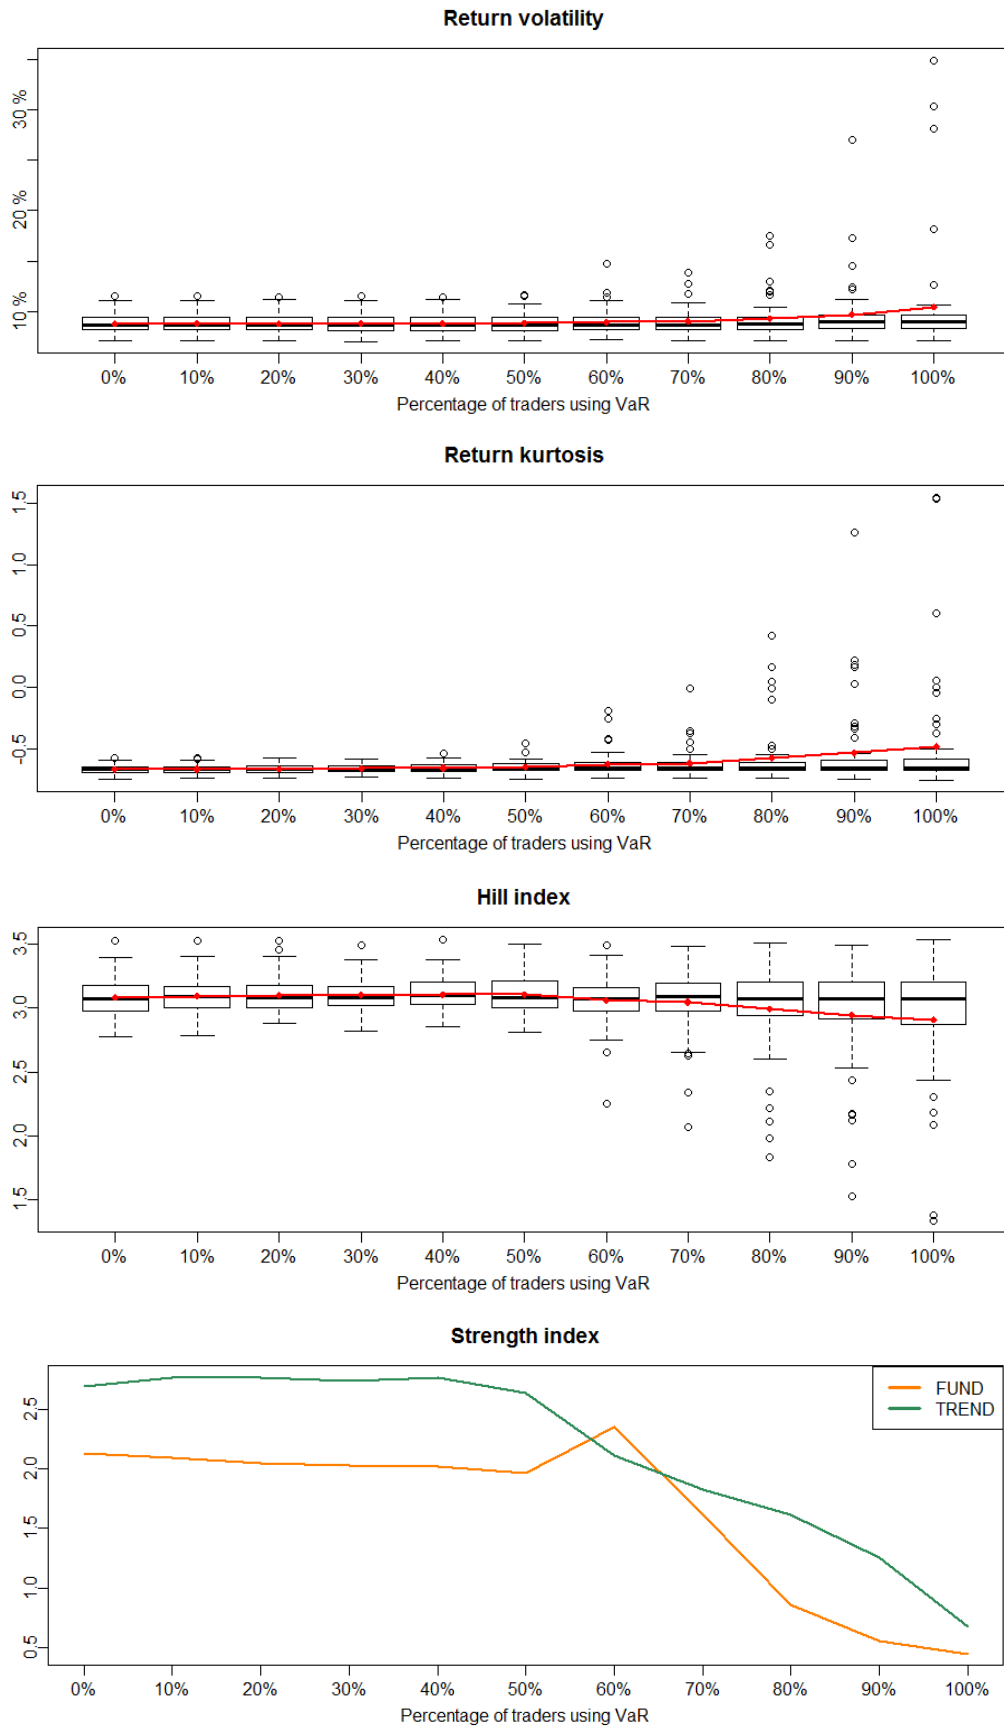 Return volatility
30%
20%
10%
0% 10% 20% 30% 40% 50% 60% 70% 80% 90% 100%
Percentage of traders using VaR
Return kurtosis
1.5
1.0
0.5
0.0
-0.5
0% 10% 20% 30% 40% 50% 60% 70% 80% 90% 100%
Percentage of traders using VaR
Hill index
3.5
3.0
2.5
2.0
1.5
0% 10% 20% 30% 40% 50% 60% 70% 80% 90% 100%
Percentage of traders using VaR
Strength index
FUND
TREND
2.5
2.0
1.5
1.0
0.5
0% 10% 20% 30% 40% 50% 60% 70% 80% 90% 100%
Percentage of traders using VaR